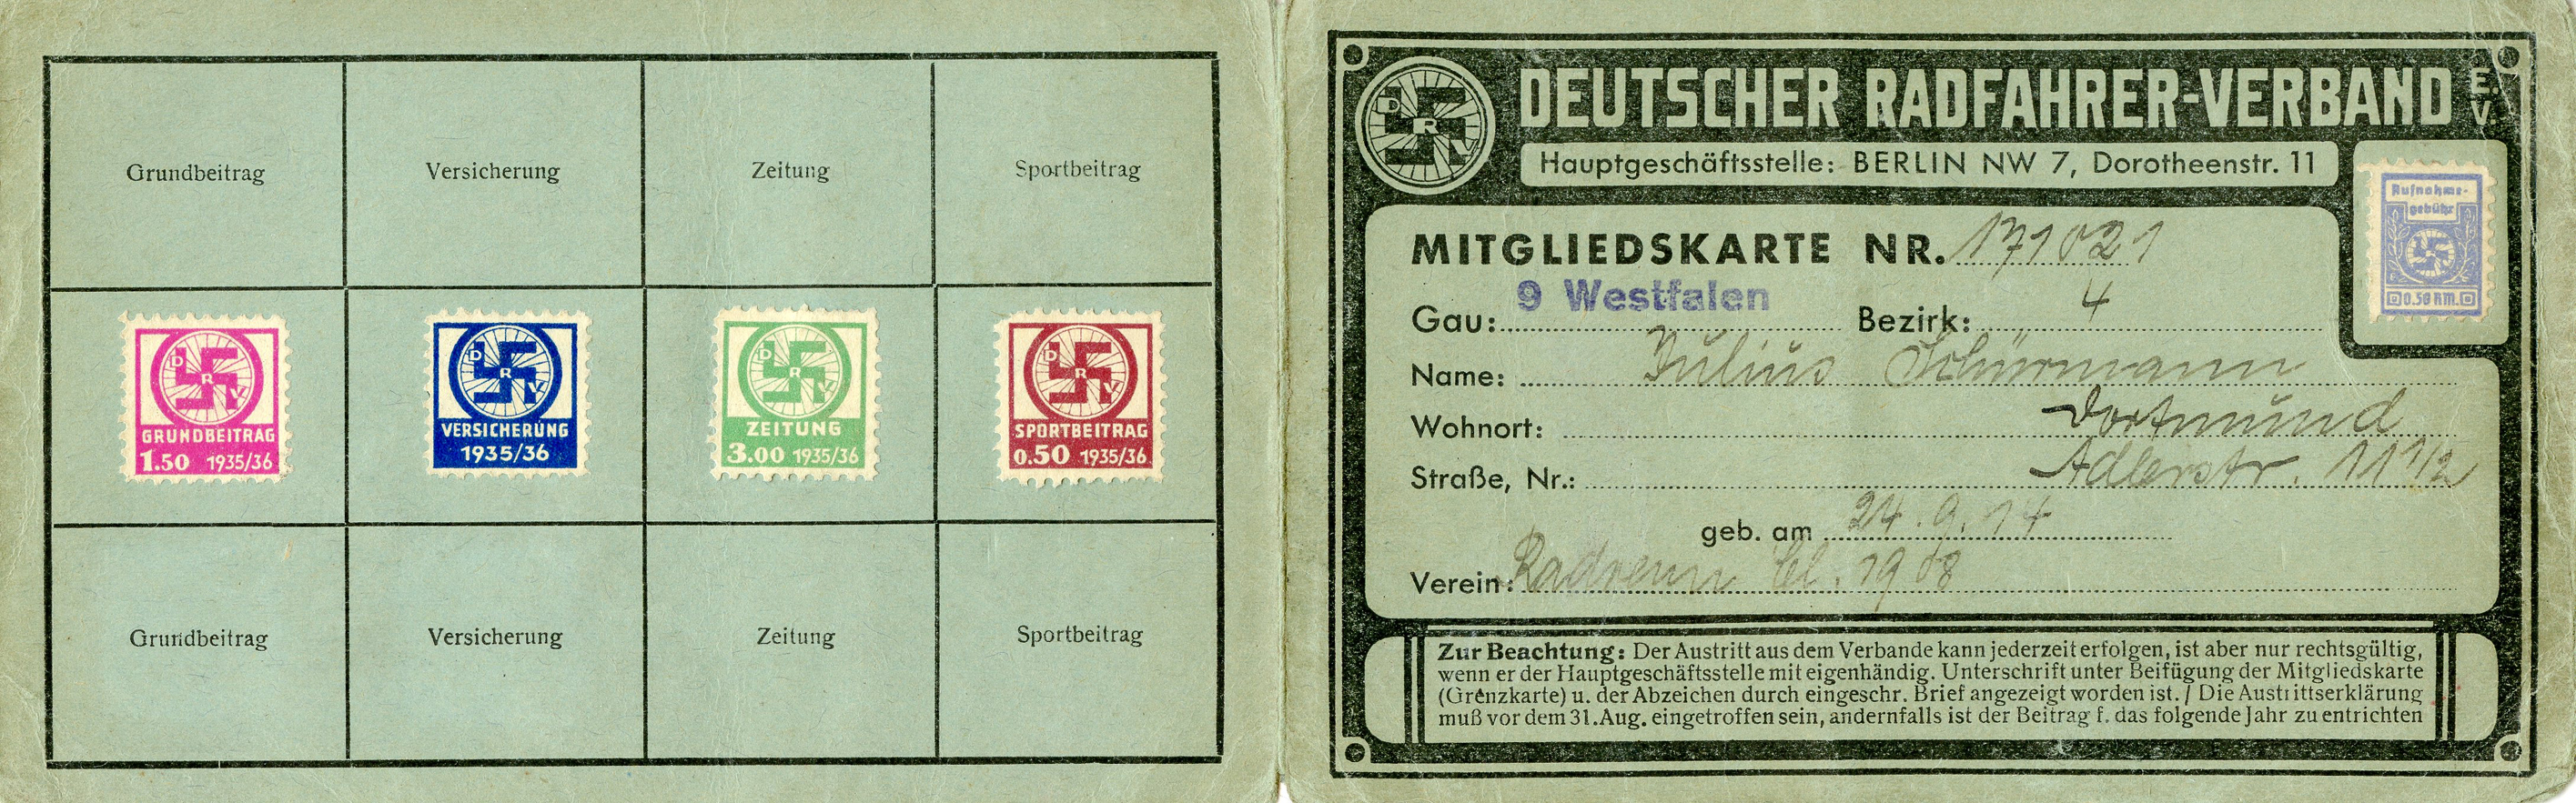 Grundbeitrag Versicherung Zeitung Sportbeitrag
D R V
GRUNDBEITRAG
1.50 1935/36
D R V
VERSICHERUNG
1935/36
D R V
ZEITUNG
3.00 1935/36
D R V
SPORTBEITRAG
0.50 1935/36
Grundbeitrag Versicherung Zeitung Sportbeitrag
D R V
DEUTSCHER RADFAHRER-VERBAND E.V.
Hauptgeschäftsstelle: BERLIN NW 7, Dorotheenstr. 11
Aufnahme-
gebühr
0.50 RM.
MITGLIEDSKARTE NR. 171021
Gau: 9 Westfalen Bezirk: 4
Name: Julius Schürmann
Wohnort: Dortmund
Straße, Nr.: Adlerstr. 11 1/2
geb. am 24.9.14
Verein: Radrenn Cl. 1908
Zur Beachtung: Der Austritt aus dem Verbande kann jederzeit erfolgen, ist aber nur rechtsgültig,
wenn er der Hauptgeschäftsstelle mit eigenhändig. Unterschrift unter Beifügung der Mitgliedskarte
(Grenzkarte) u. der Abzeichen durch eingeschr. Brief angezeigt worden ist. / Die Austrittserklärung
muß vor dem 31. Aug. eingetroffen sein, andernfalls ist der Beitrag f. das folgende Jahr zu entrichten